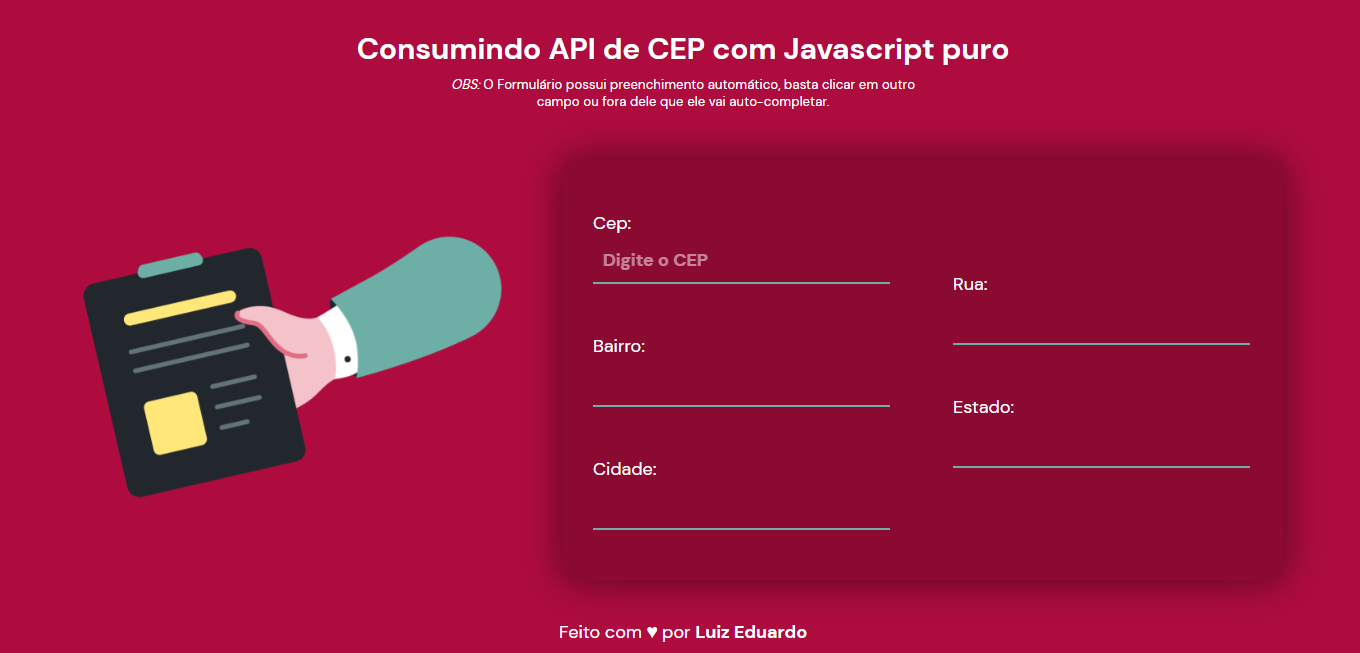 Consumindo API de CEP com Javascript puro
OBS: O Formulário possui preenchimento automático, basta clicar em outro
campo ou fora dele que ele vai auto-completar.
Cep:
Digite o CEP
Bairro:
Cidade:
Rua:
Estado:
Feito com ♥ por Luiz Eduardo